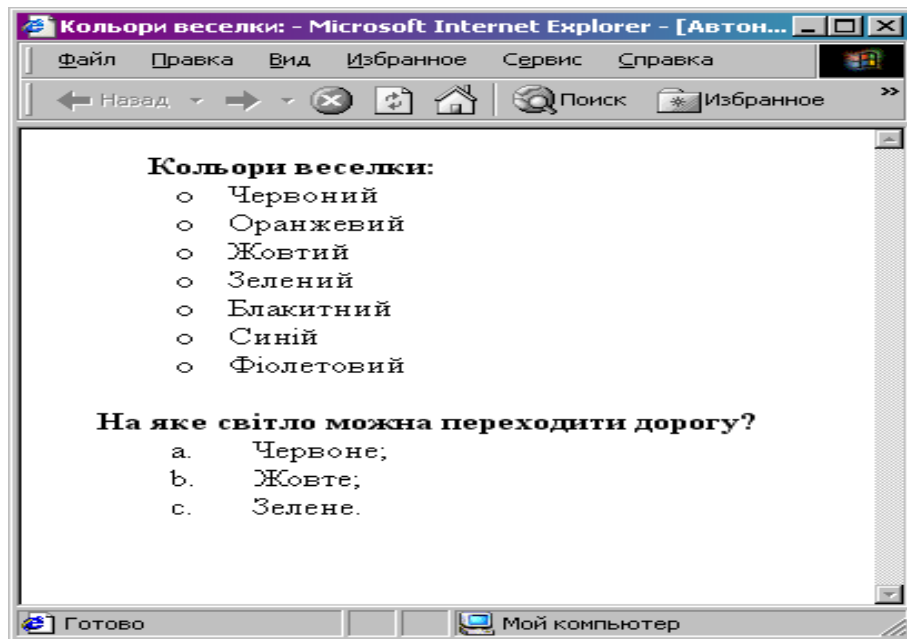 Кольори веселки: - Microsoft Internet Explorer - [Автон...
Файл Правка Вид Избранное Сервис Справка
Назад Поиск Избранное »
Кольори веселки:
o Червоний
o Оранжевий
o Жовтий
o Зелений
o Блакитний
o Синій
o Фіолетовий
На яке світло можна переходити дорогу?
a. Червоне;
b. Жовте;
c. Зелене.
Готово Мой компьютер